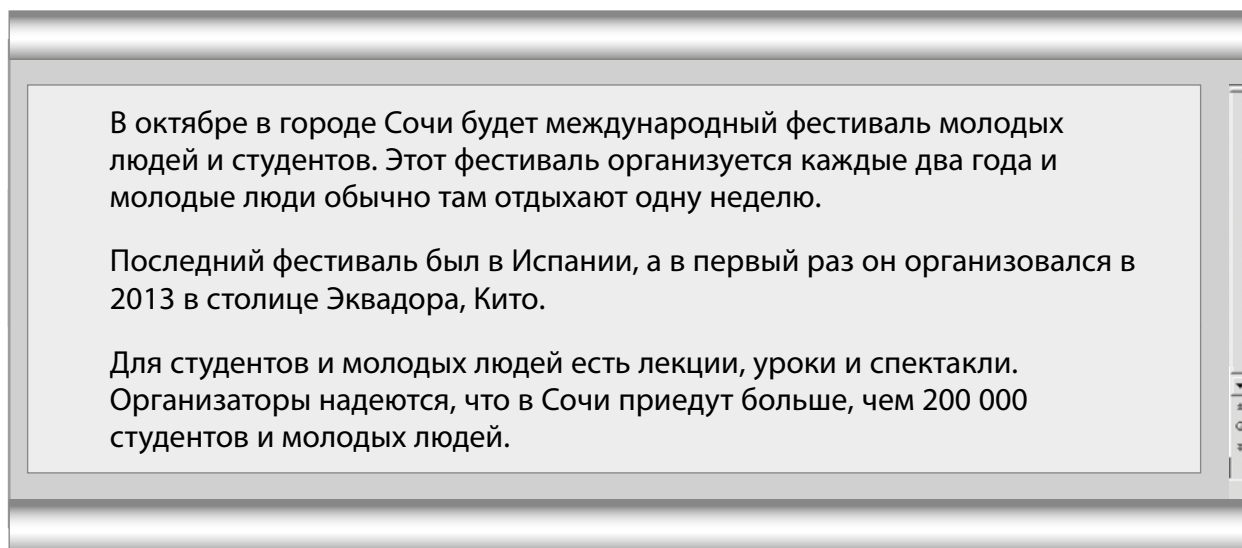 В октябре в городе Сочи будет международный фестиваль молодых
людей и студентов. Этот фестиваль организуется каждые два года и
молодые люди обычно там отдыхают одну неделю.
Последний фестиваль был в Испании, а в первый раз он организовался в
2013 в столице Эквадора, Кито.
Для студентов и молодых людей есть лекции, уроки и спектакли.
Организаторы надеются, что в Сочи приедут больше, чем 200 000
студентов и молодых людей.